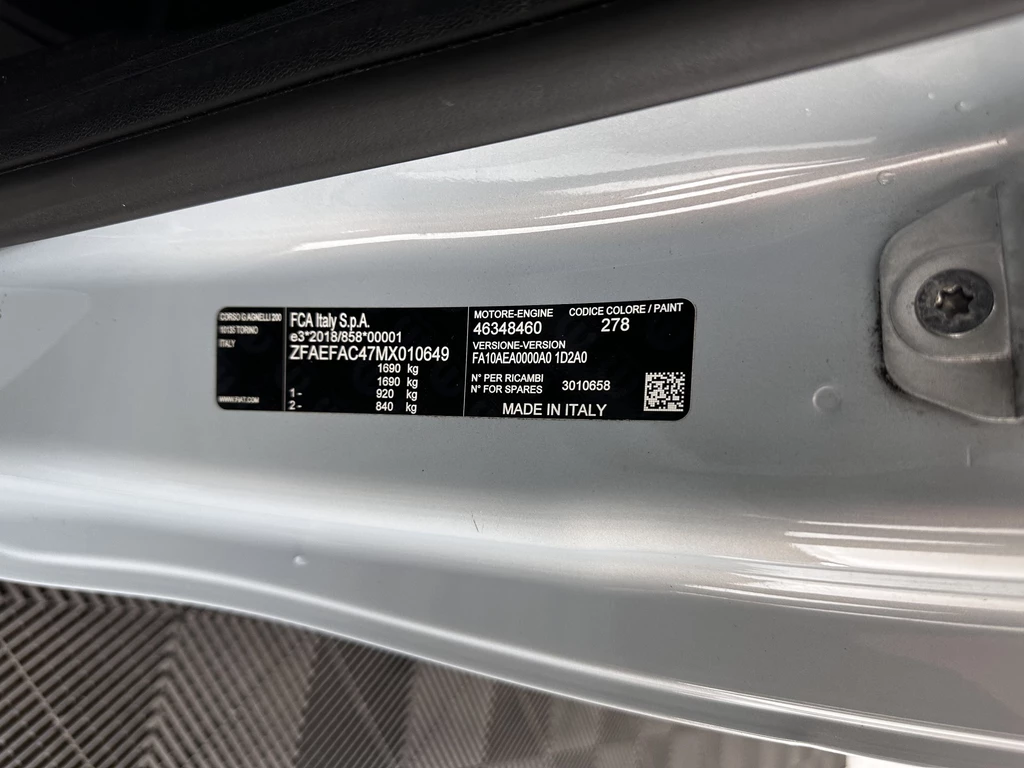 CORSO G.AGNELLI 200
10135 TORINO
ITALY
WWW.FIAT.COM
FCA Italy S.p.A.
e3*2018/858*00001
ZFAEFAC47MX010649
1690 kg
1690 kg
1- 920 kg
2- 840 kg
MOTORE-ENGINE CODICE COLORE / PAINT
46348460 278
VERSIONE-VERSION
FA10AEA0000A0 1D2A0
N° PER RICAMBI
N° FOR SPARES 3010658
MADE IN ITALY